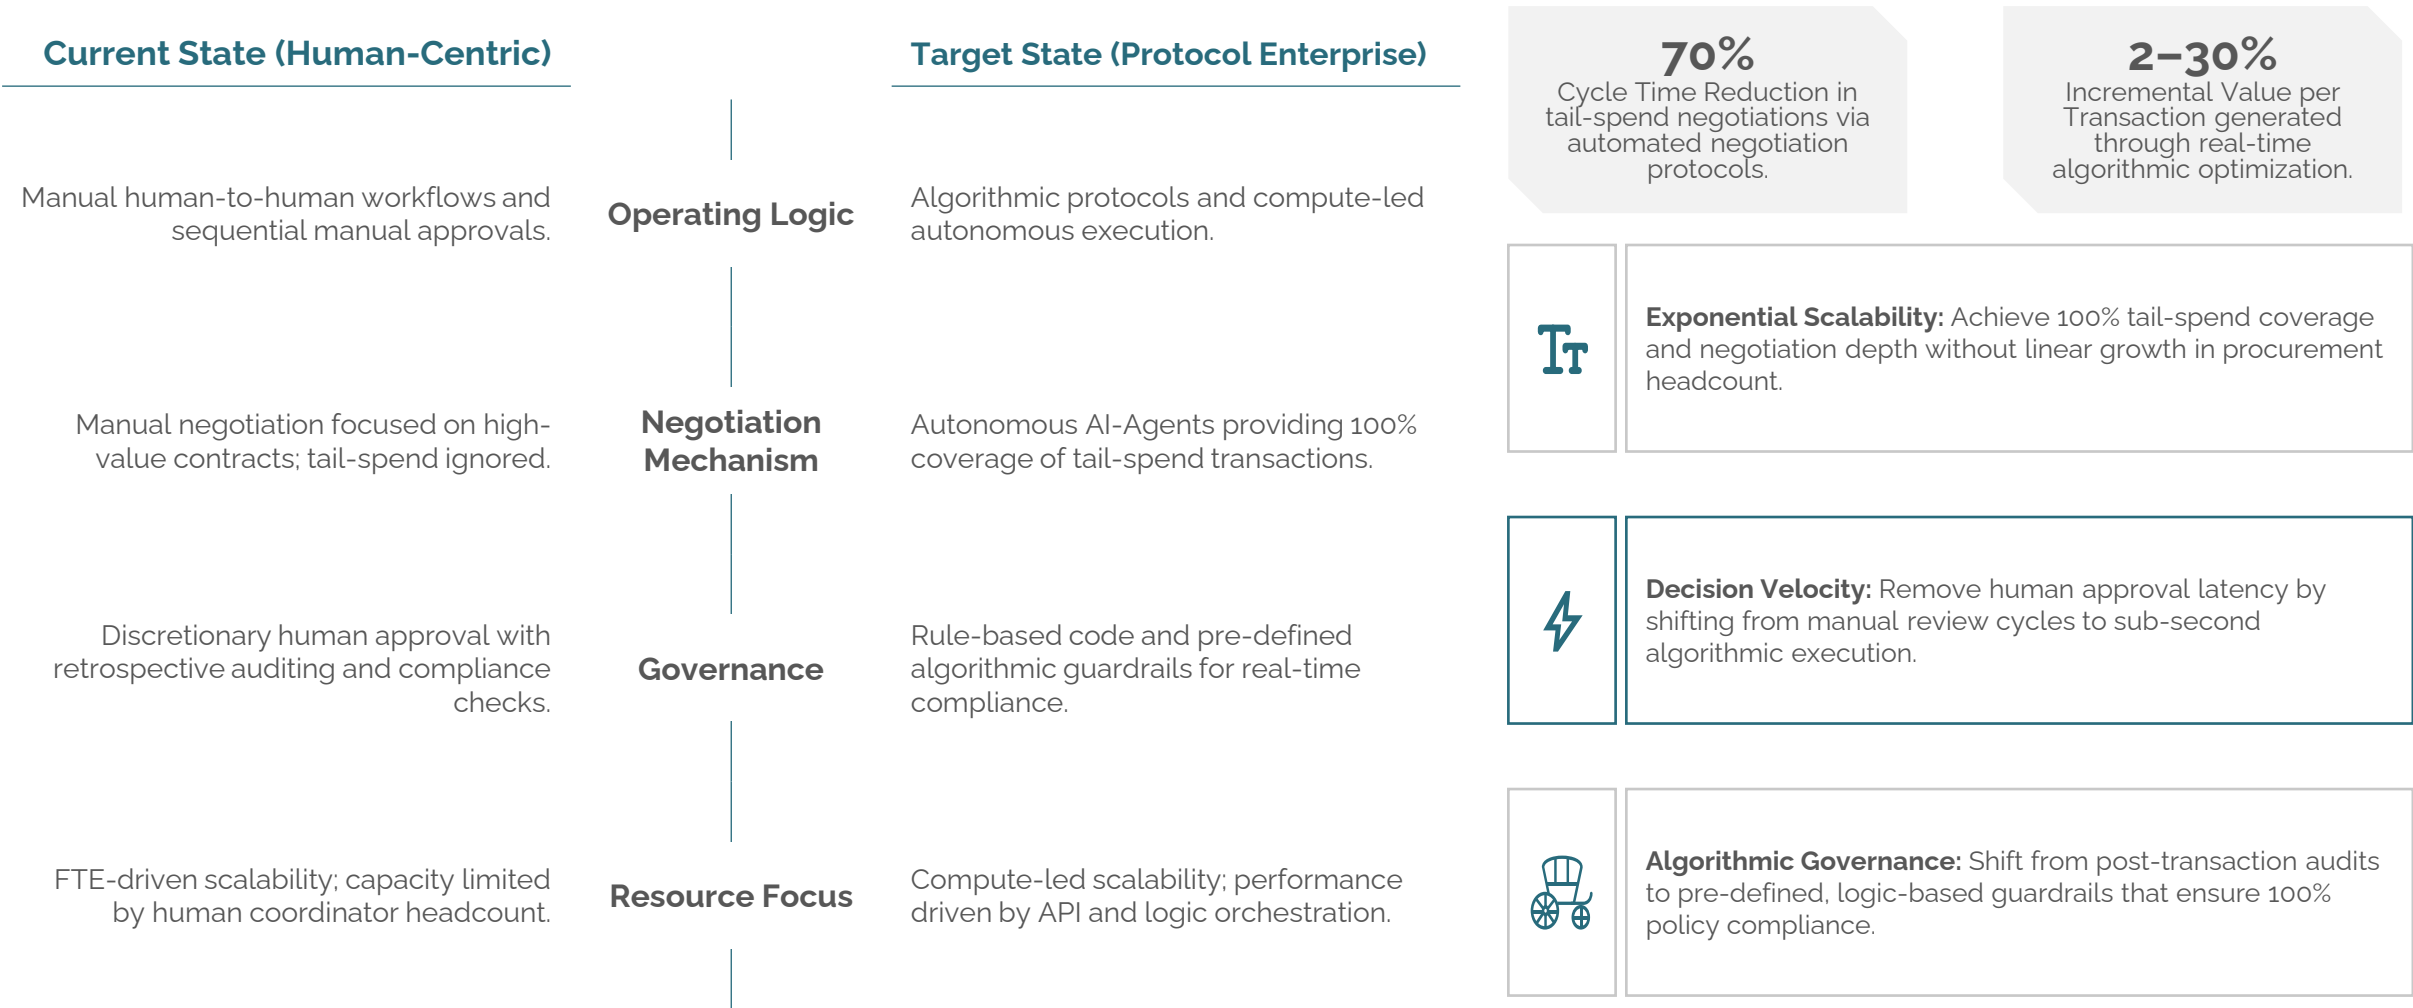 Current State (Human-Centric)
Target State (Protocol Enterprise)
Manual human-to-human workflows and
sequential manual approvals.
Operating Logic
Algorithmic protocols and compute-led
autonomous execution.
Manual negotiation focused on high-
value contracts; tail-spend ignored.
Negotiation
Mechanism
Autonomous AI-Agents providing 100%
coverage of tail-spend transactions.
Discretionary human approval with
retrospective auditing and compliance
checks.
Governance
Rule-based code and pre-defined
algorithmic guardrails for real-time
compliance.
FTE-driven scalability; capacity limited
by human coordinator headcount.
Resource Focus
Compute-led scalability; performance
driven by API and logic orchestration.
70%
Cycle Time Reduction in
tail-spend negotiations via
automated negotiation
protocols.
2–30%
Incremental Value per
Transaction generated
through real-time
algorithmic optimization.
Exponential Scalability: Achieve 100% tail-spend coverage
and negotiation depth without linear growth in procurement
headcount.
Decision Velocity: Remove human approval latency by
shifting from manual review cycles to sub-second
algorithmic execution.
Algorithmic Governance: Shift from post-transaction audits
to pre-defined, logic-based guardrails that ensure 100%
policy compliance.